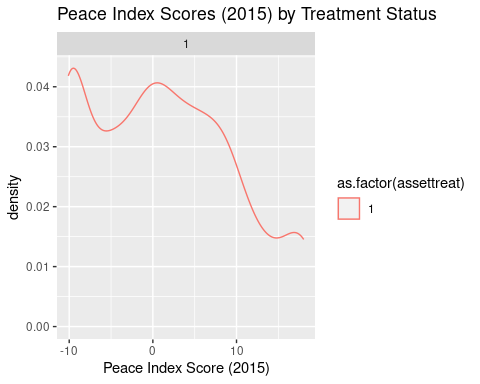 Peace Index Scores (2015) by Treatment Status
1
0.04
0.03
0.02
0.01
0.00
density
-10
0
10
Peace Index Score (2015)
as.factor(assettreat)
1